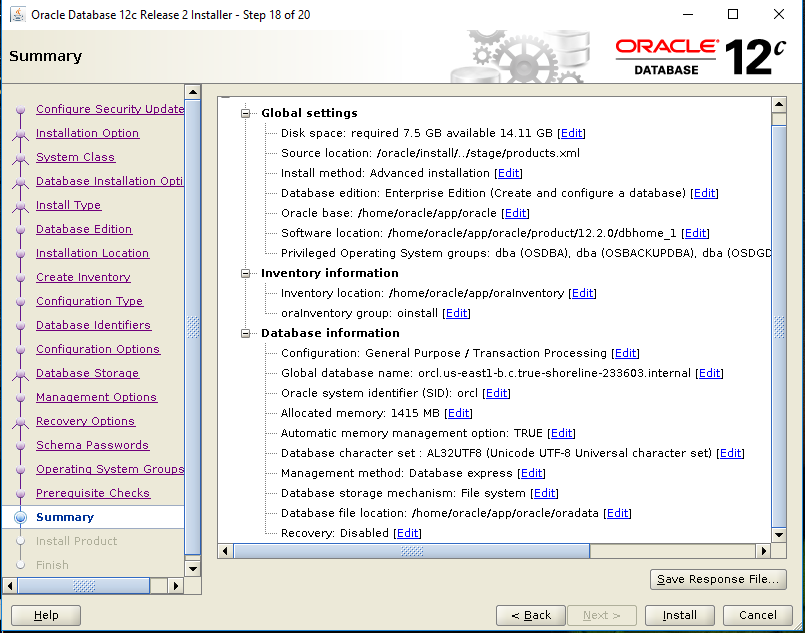 Oracle Database 12c Release 2 Installer - Step 18 of 20
Summary
ORACLE
DATABASE
12c
Configure Security Update
Installation Option
System Class
Database Installation Opti
Install Type
Database Edition
Installation Location
Create Inventory
Configuration Type
Database Identifiers
Configuration Options
Database Storage
Management Options
Recovery Options
Schema Passwords
Operating System Groups
Prerequisite Checks
Summary
Install Product
Finish
Global settings
Disk space: required 7.5 GB available 14.11 GB [Edit]
Source location: /oracle/install/../stage/products.xml
Install method: Advanced installation [Edit]
Database edition: Enterprise Edition (Create and configure a database) [Edit]
Oracle base: /home/oracle/app/oracle [Edit]
Software location: /home/oracle/app/oracle/product/12.2.0/dbhome_1 [Edit]
Privileged Operating System groups: dba (OSDBA), dba (OSBACKUPDBA), dba (OSDGD
Inventory information
Inventory location: /home/oracle/app/oraInventory [Edit]
oraInventory group: oinstall [Edit]
Database information
Configuration: General Purpose / Transaction Processing [Edit]
Global database name: orcl.us-east1-b.c.true-shoreline-233603.internal [Edit]
Oracle system identifier (SID): orcl [Edit]
Allocated memory: 1415 MB [Edit]
Automatic memory management option: TRUE [Edit]
Database character set : AL32UTF8 (Unicode UTF-8 Universal character set) [Edit]
Management method: Database express [Edit]
Database storage mechanism: File system [Edit]
Database file location: /home/oracle/app/oracle/oradata [Edit]
Recovery: Disabled [Edit]
Save Response File...
Help
< Back
Next >
Install
Cancel